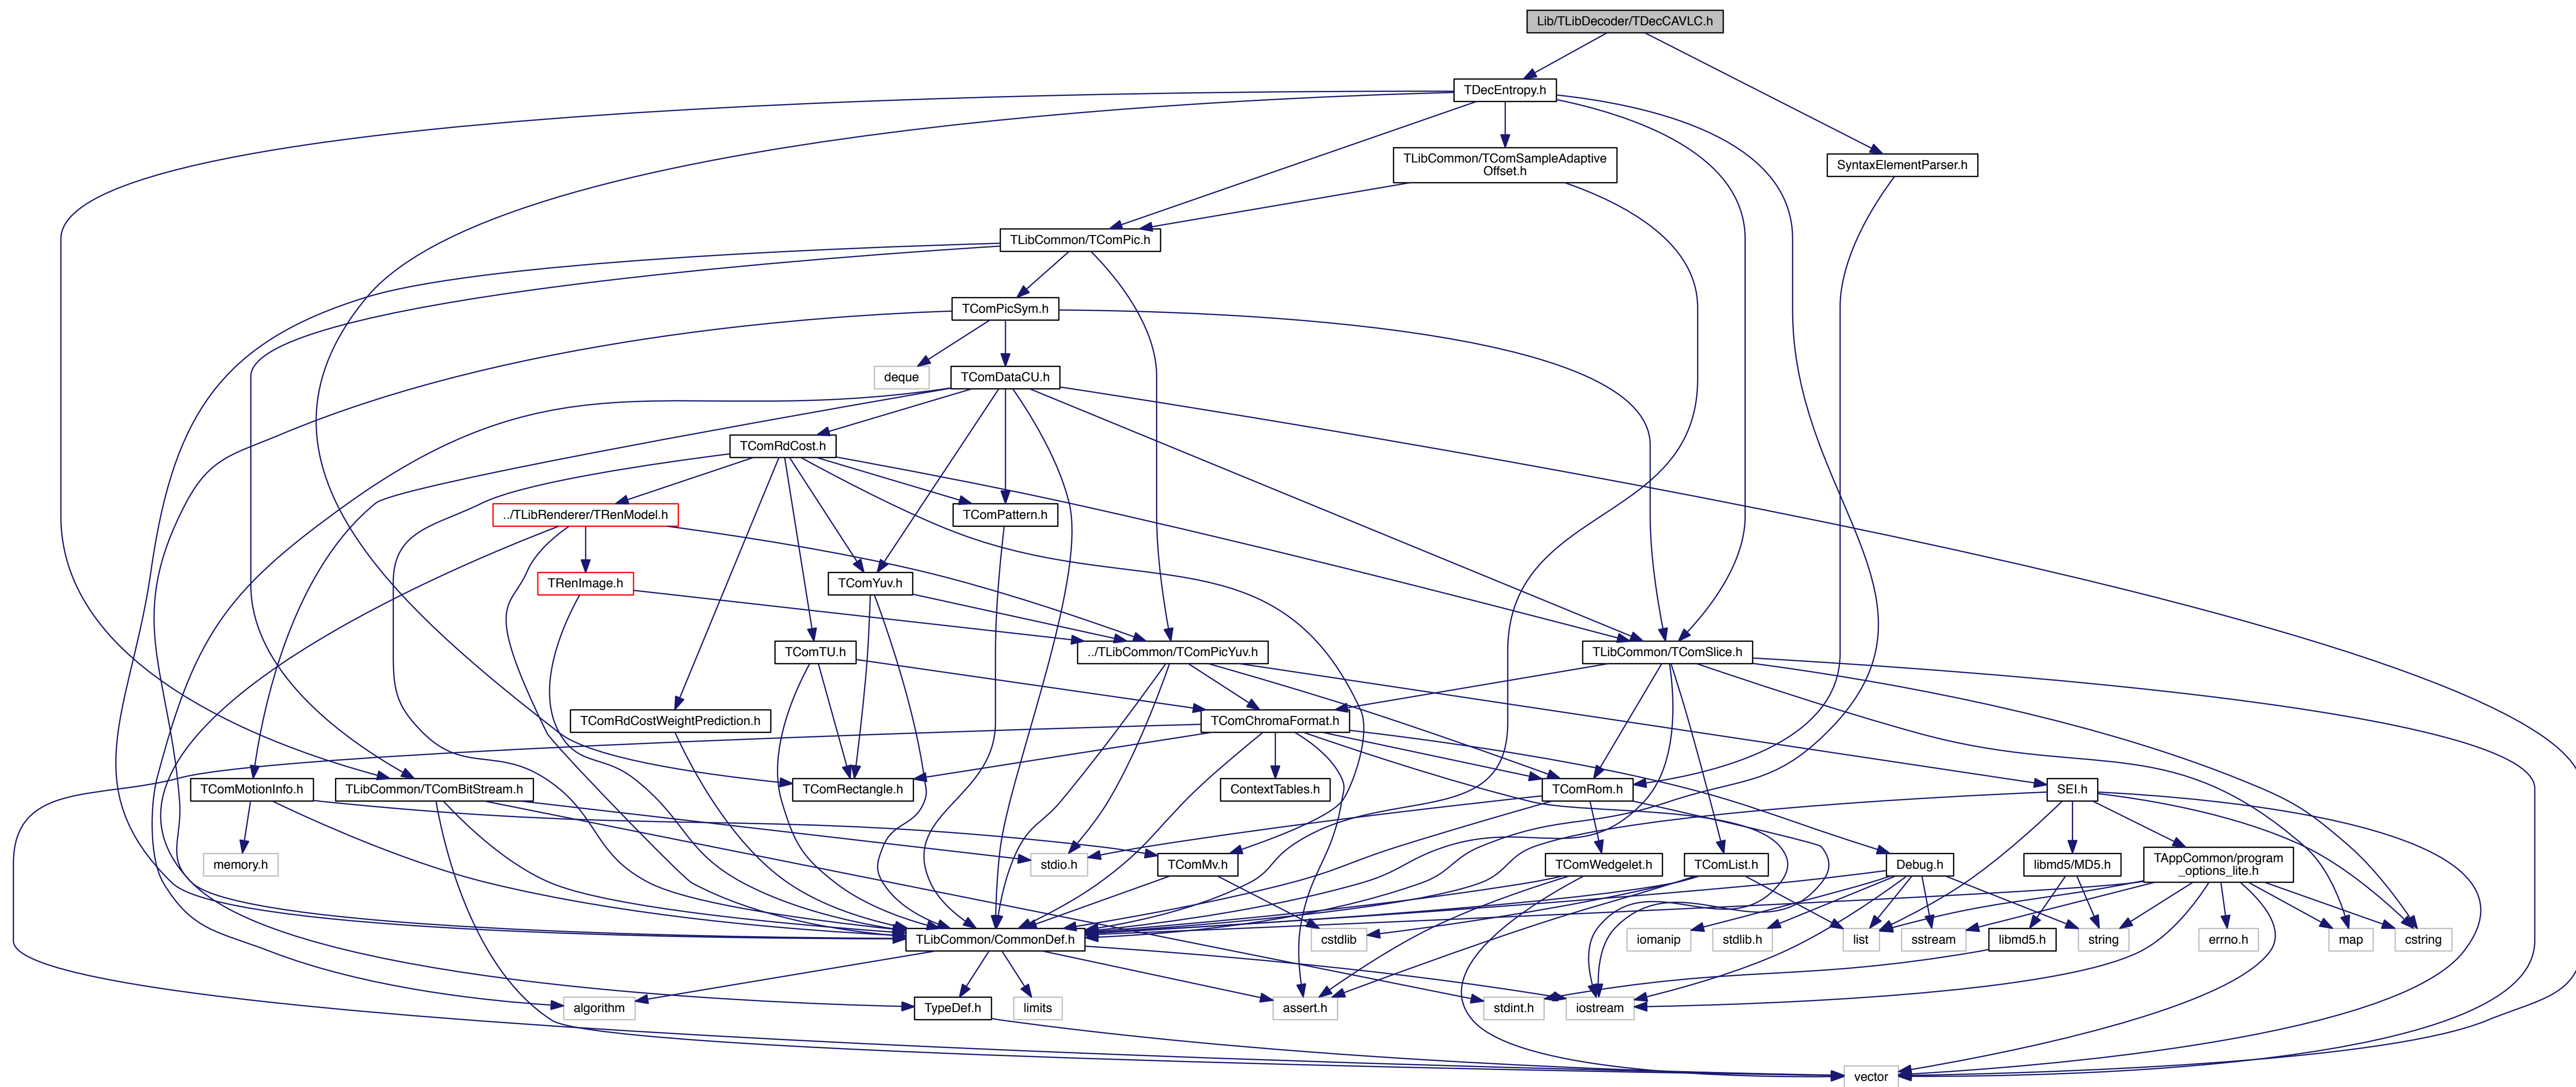 Lib/TLibDecoder/TDecCAVLC.h
TDecEntropy.h
TLibCommon/TComSampleAdaptive
Offset.h
SyntaxElementParser.h
TLibCommon/TComPic.h
TComPicSym.h
deque
TComDataCU.h
TComRdCost.h
../TLibRenderer/TRenModel.h
TComPattern.h
TRenImage.h
TComYuv.h
TComTU.h
../TLibCommon/TComPicYuv.h
TLibCommon/TComSlice.h
TComRdCostWeightPrediction.h
TComChromaFormat.h
TComMotionInfo.h
TLibCommon/TComBitStream.h
TComRectangle.h
ContextTables.h
TComRom.h
SEI.h
memory.h
stdio.h
TComMv.h
TComWedgelet.h
TComList.h
Debug.h
libmd5/MD5.h
TAppCommon/program
_options_lite.h
TLibCommon/CommonDef.h
cstdlib
iomanip
stdlib.h
list
sstream
libmd5.h
string
errno.h
map
cstring
algorithm
TypeDef.h
limits
assert.h
stdint.h
iostream
vector